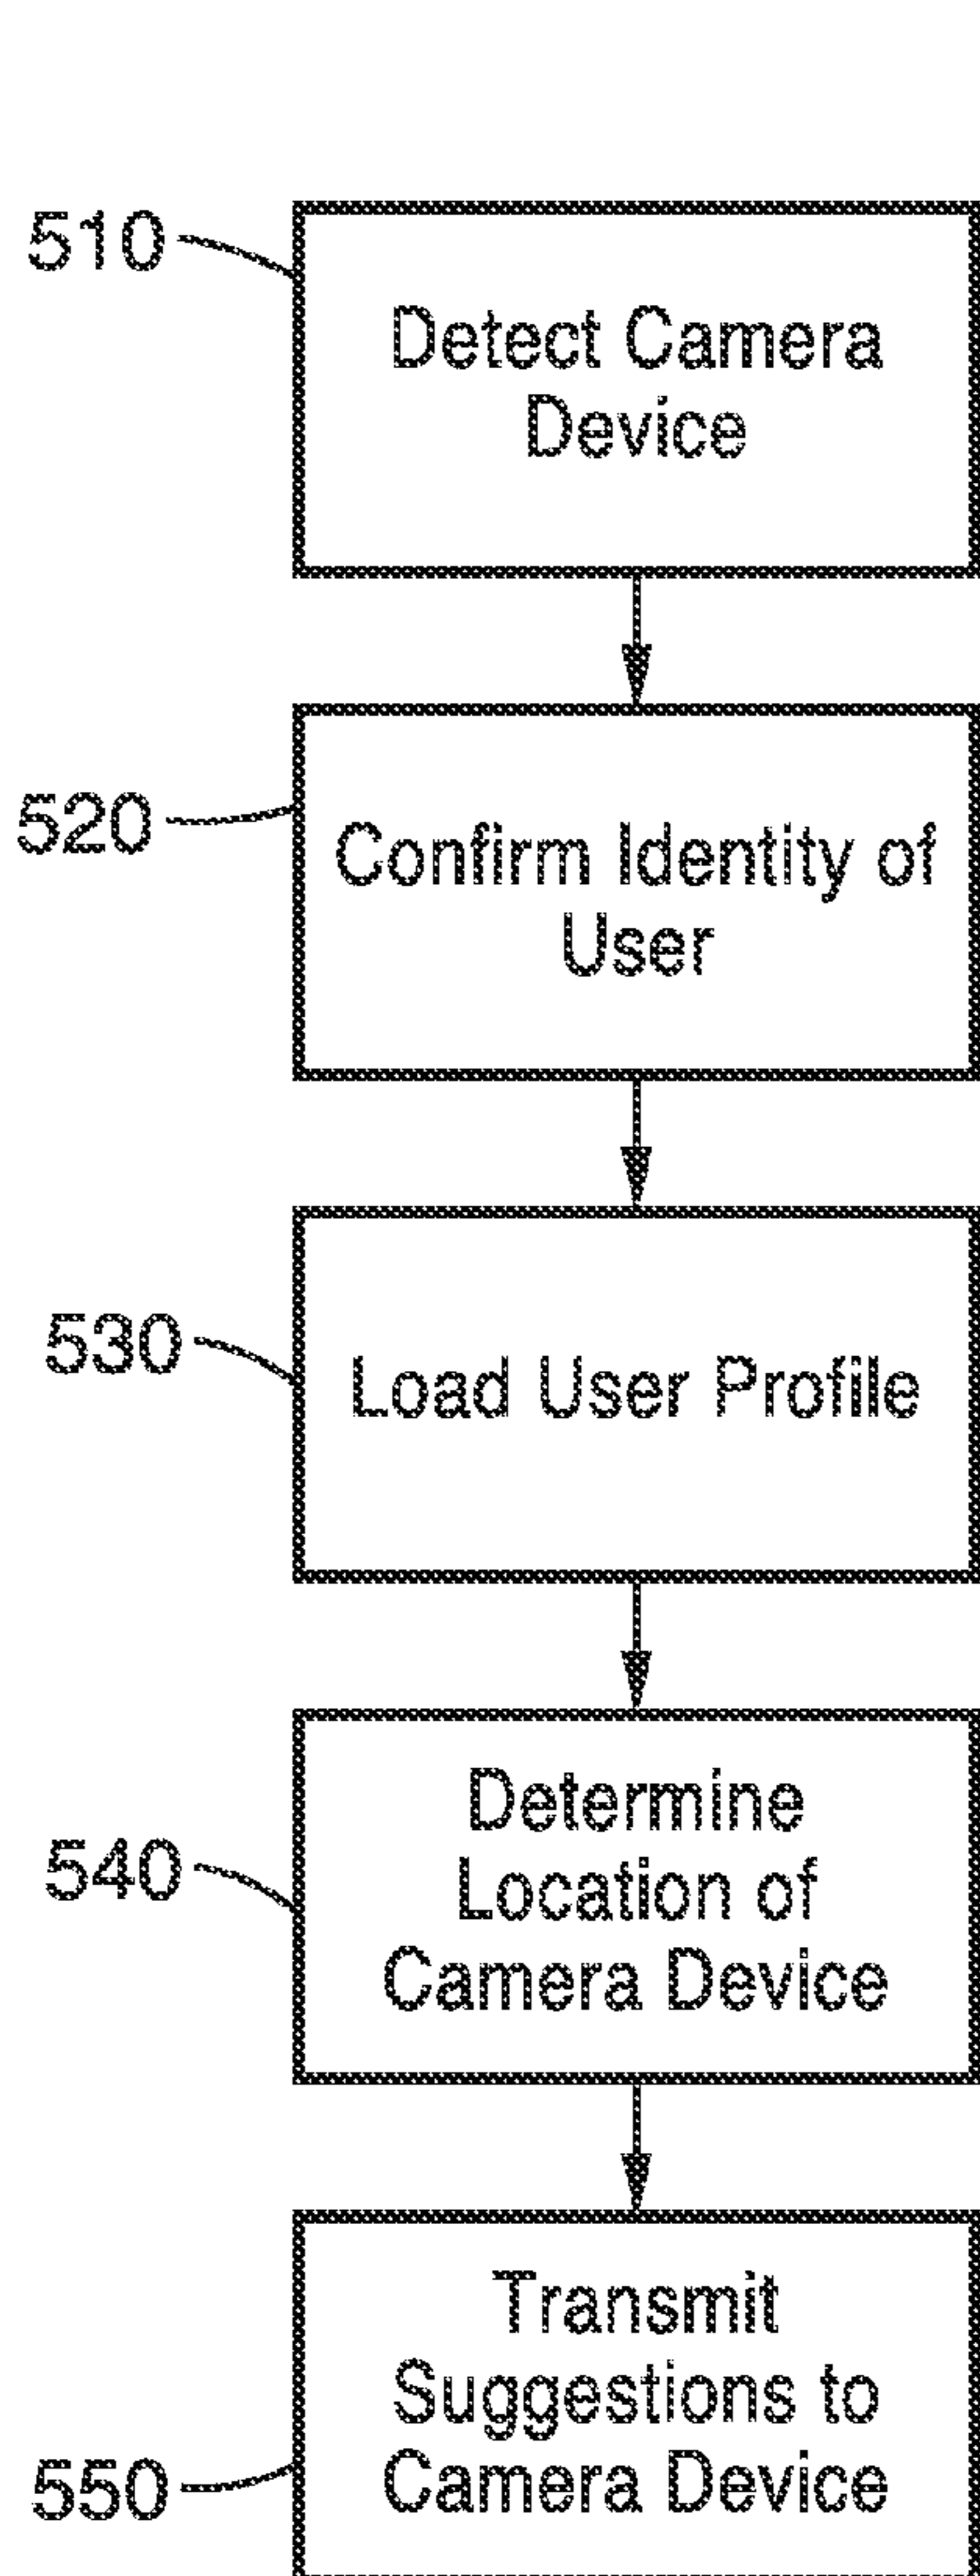 510
Detect Camera
Device
520
Confirm Identity of
User
530
Load User Profile
540
Determine
Location of
Camera Device
550
Transmit
Suggestions to
Camera Device